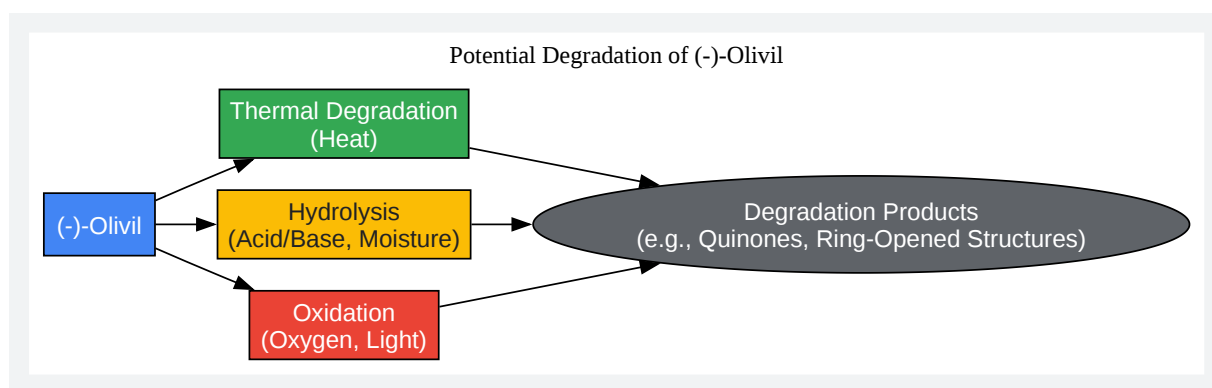 Potential Degradation of (-)-Olivil
Thermal Degradation
(Heat)
(-)-Olivil
Hydrolysis
(Acid/Base, Moisture)
Degradation Products
(e.g., Quinones, Ring-Opened Structures)
Oxidation
(Oxygen, Light)